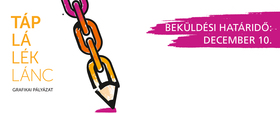 TÁP
LÁ
LÉK
LÁNC
GRAFIKAI PÁLYÁZAT
BEKÜLDÉSI HATÁRIDŐ:
DECEMBER 10.